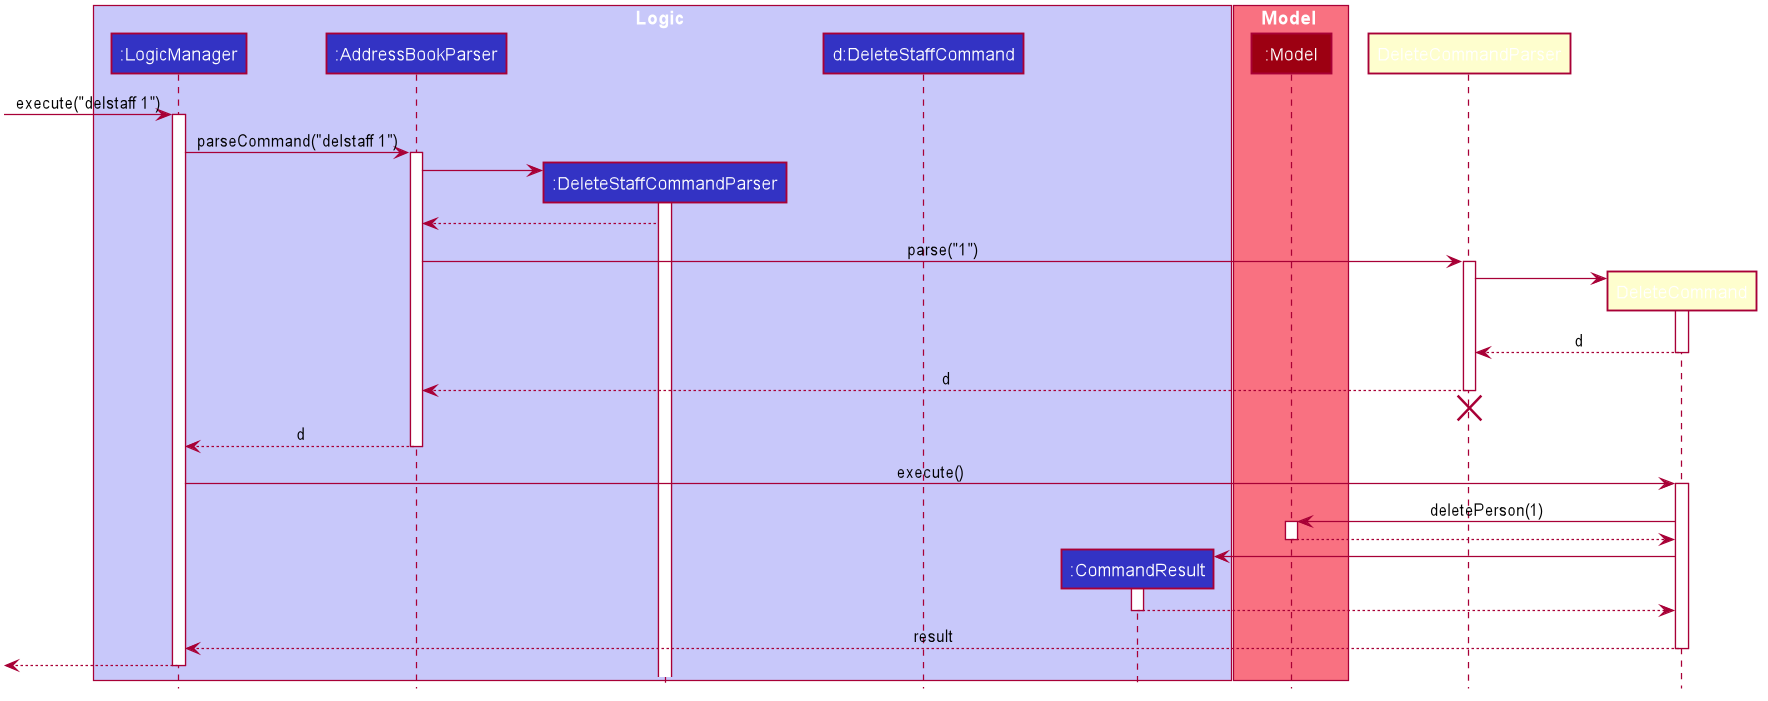 Logic
Model
:LogicManager
:AddressBookParser
d:DeleteStaffCommand
:Model
DeleteCommandParser
execute("delstaff 1")
parseCommand("delstaff 1")
:DeleteStaffCommandParser
parse("1")
DeleteCommand
d
d
d
execute()
deletePerson(1)
:CommandResult
result